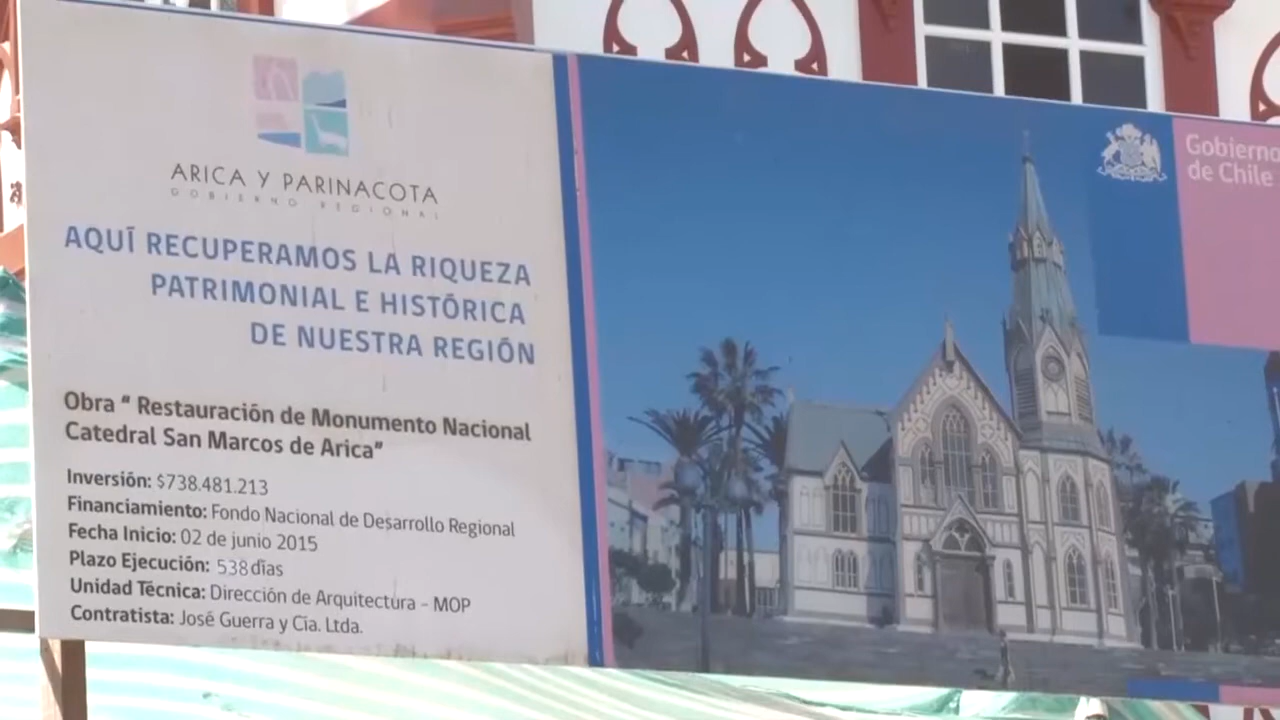 ARICA Y PARINACOTA
GOBIERNO REGIONAL
AQUÍ RECUPERAMOS LA RIQUEZA
PATRIMONIAL E HISTÓRICA
DE NUESTRA REGIÓN
Obra " Restauración de Monumento Nacional
Catedral San Marcos de Arica"
Inversión: $738.481.213
Financiamiento: Fondo Nacional de Desarrollo Regional
Fecha Inicio: 02 de junio 2015
Plazo Ejecución: 538 días
Unidad Técnica: Dirección de Arquitectura - MOP
Contratista: José Guerra y Cía. Ltda.
Gobierno
de Chile